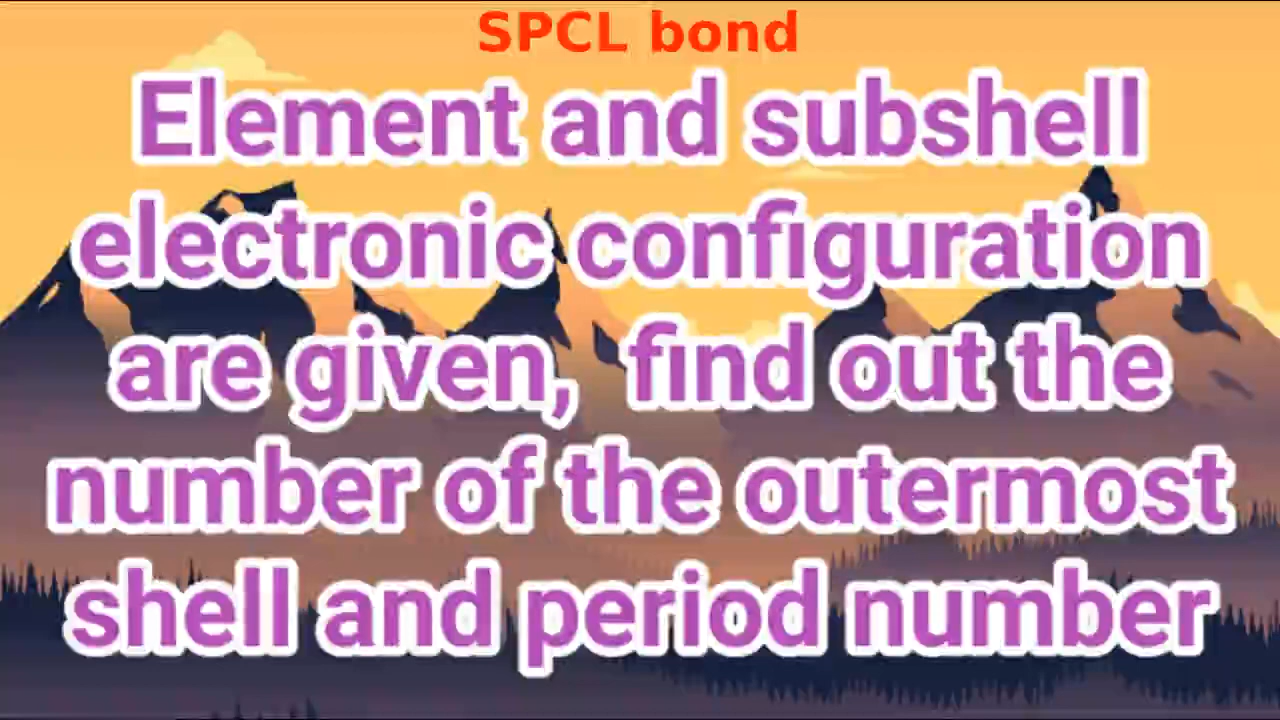 SPCL bond
Element and subshell
electronic configuration
are given, find out the
number of the outermost
shell and period number